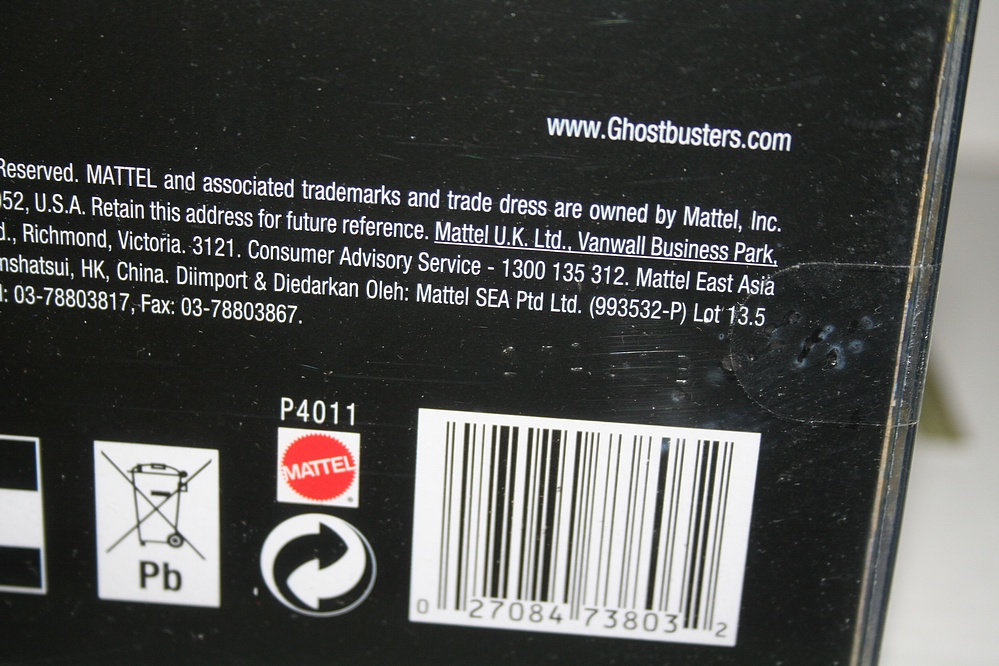 www.Ghostbusters.com
Reserved. MATTEL and associated trademarks and trade dress are owned by Mattel, Inc.
052, U.S.A. Retain this address for future reference. Mattel U.K. Ltd., Vanwall Business Park,
d., Richmond, Victoria. 3121. Consumer Advisory Service - 1300 135 312. Mattel East Asia
mshatsui, HK, China. Diimport & Diedarkan Oleh: Mattel SEA Ptd Ltd. (993532-P) Lot 13.5
l: 03-78803817, Fax: 03-78803867.
P4011
MATTEL
Pb
0 27084 73803 2